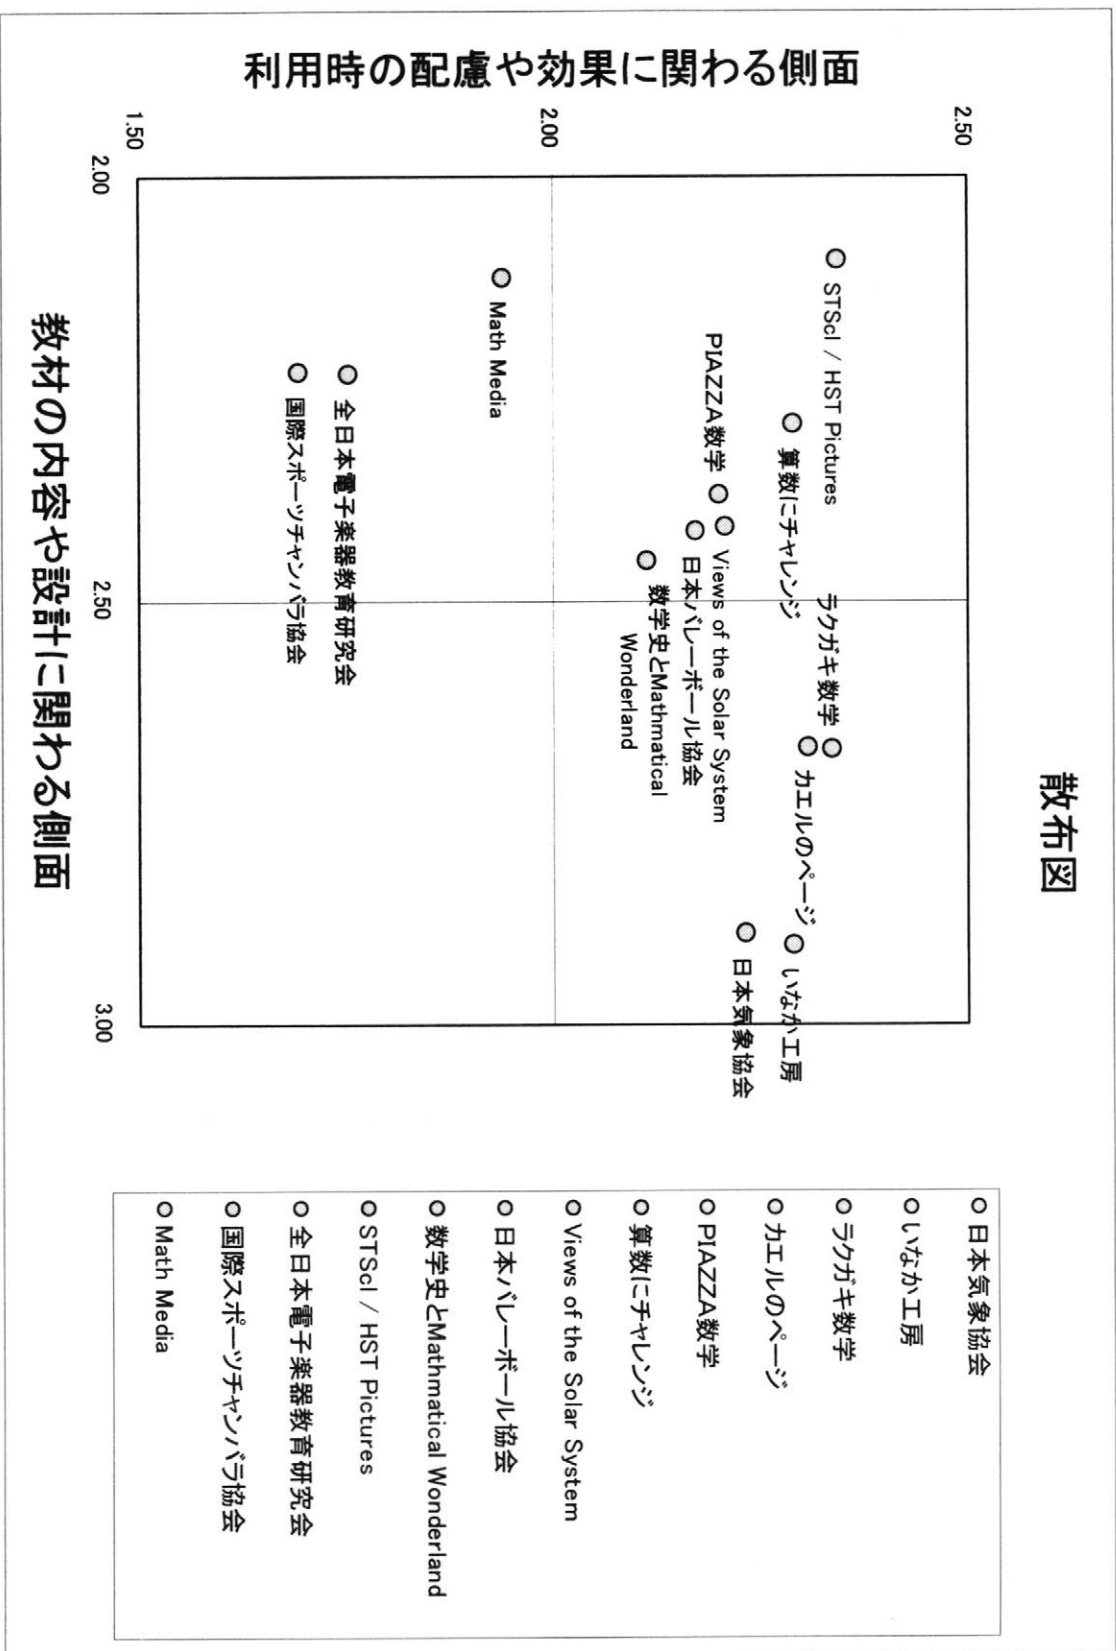 散布図
利用時の配慮や効果に関わる側面
2.50
2.00
1.50
2.00
2.50
3.00
教材の内容や設計に関わる側面
STScI / HST Pictures
ラクガキ数学
カエルのページ
算数にチャレンジ
いなか工房
日本気象協会
PIAZZA数学
Views of the Solar System
日本バレーボール協会
数学史とMathmatical
Wonderland
Math Media
全日本電子楽器教育研究会
国際スポーツチャンバラ協会
日本気象協会
いなか工房
ラクガキ数学
カエルのページ
PIAZZA数学
算数にチャレンジ
Views of the Solar System
日本バレーボール協会
数学史とMathmatical Wonderland
STScI / HST Pictures
全日本電子楽器教育研究会
国際スポーツチャンバラ協会
Math Media